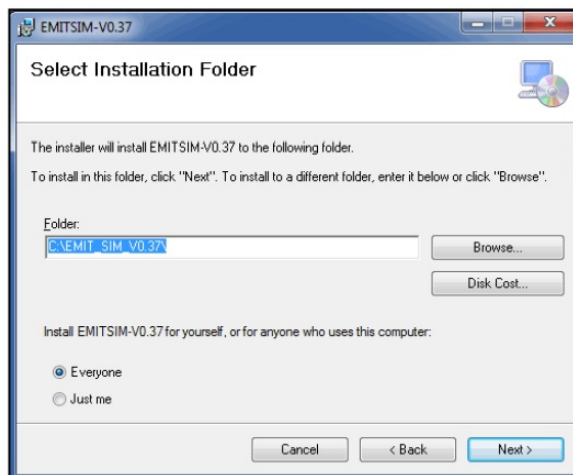 EMITSIM-V0.37
Select Installation Folder
The installer will install EMITSIM-V0.37 to the following folder.
To install in this folder, click "Next". To install to a different folder, enter it below or click "Browse".
Folder:
C:\EMIT_SIM_V0.37\
Browse...
Disk Cost...
Install EMITSIM-V0.37 for yourself, or for anyone who uses this computer:
Everyone
Just me
Cancel
< Back
Next >